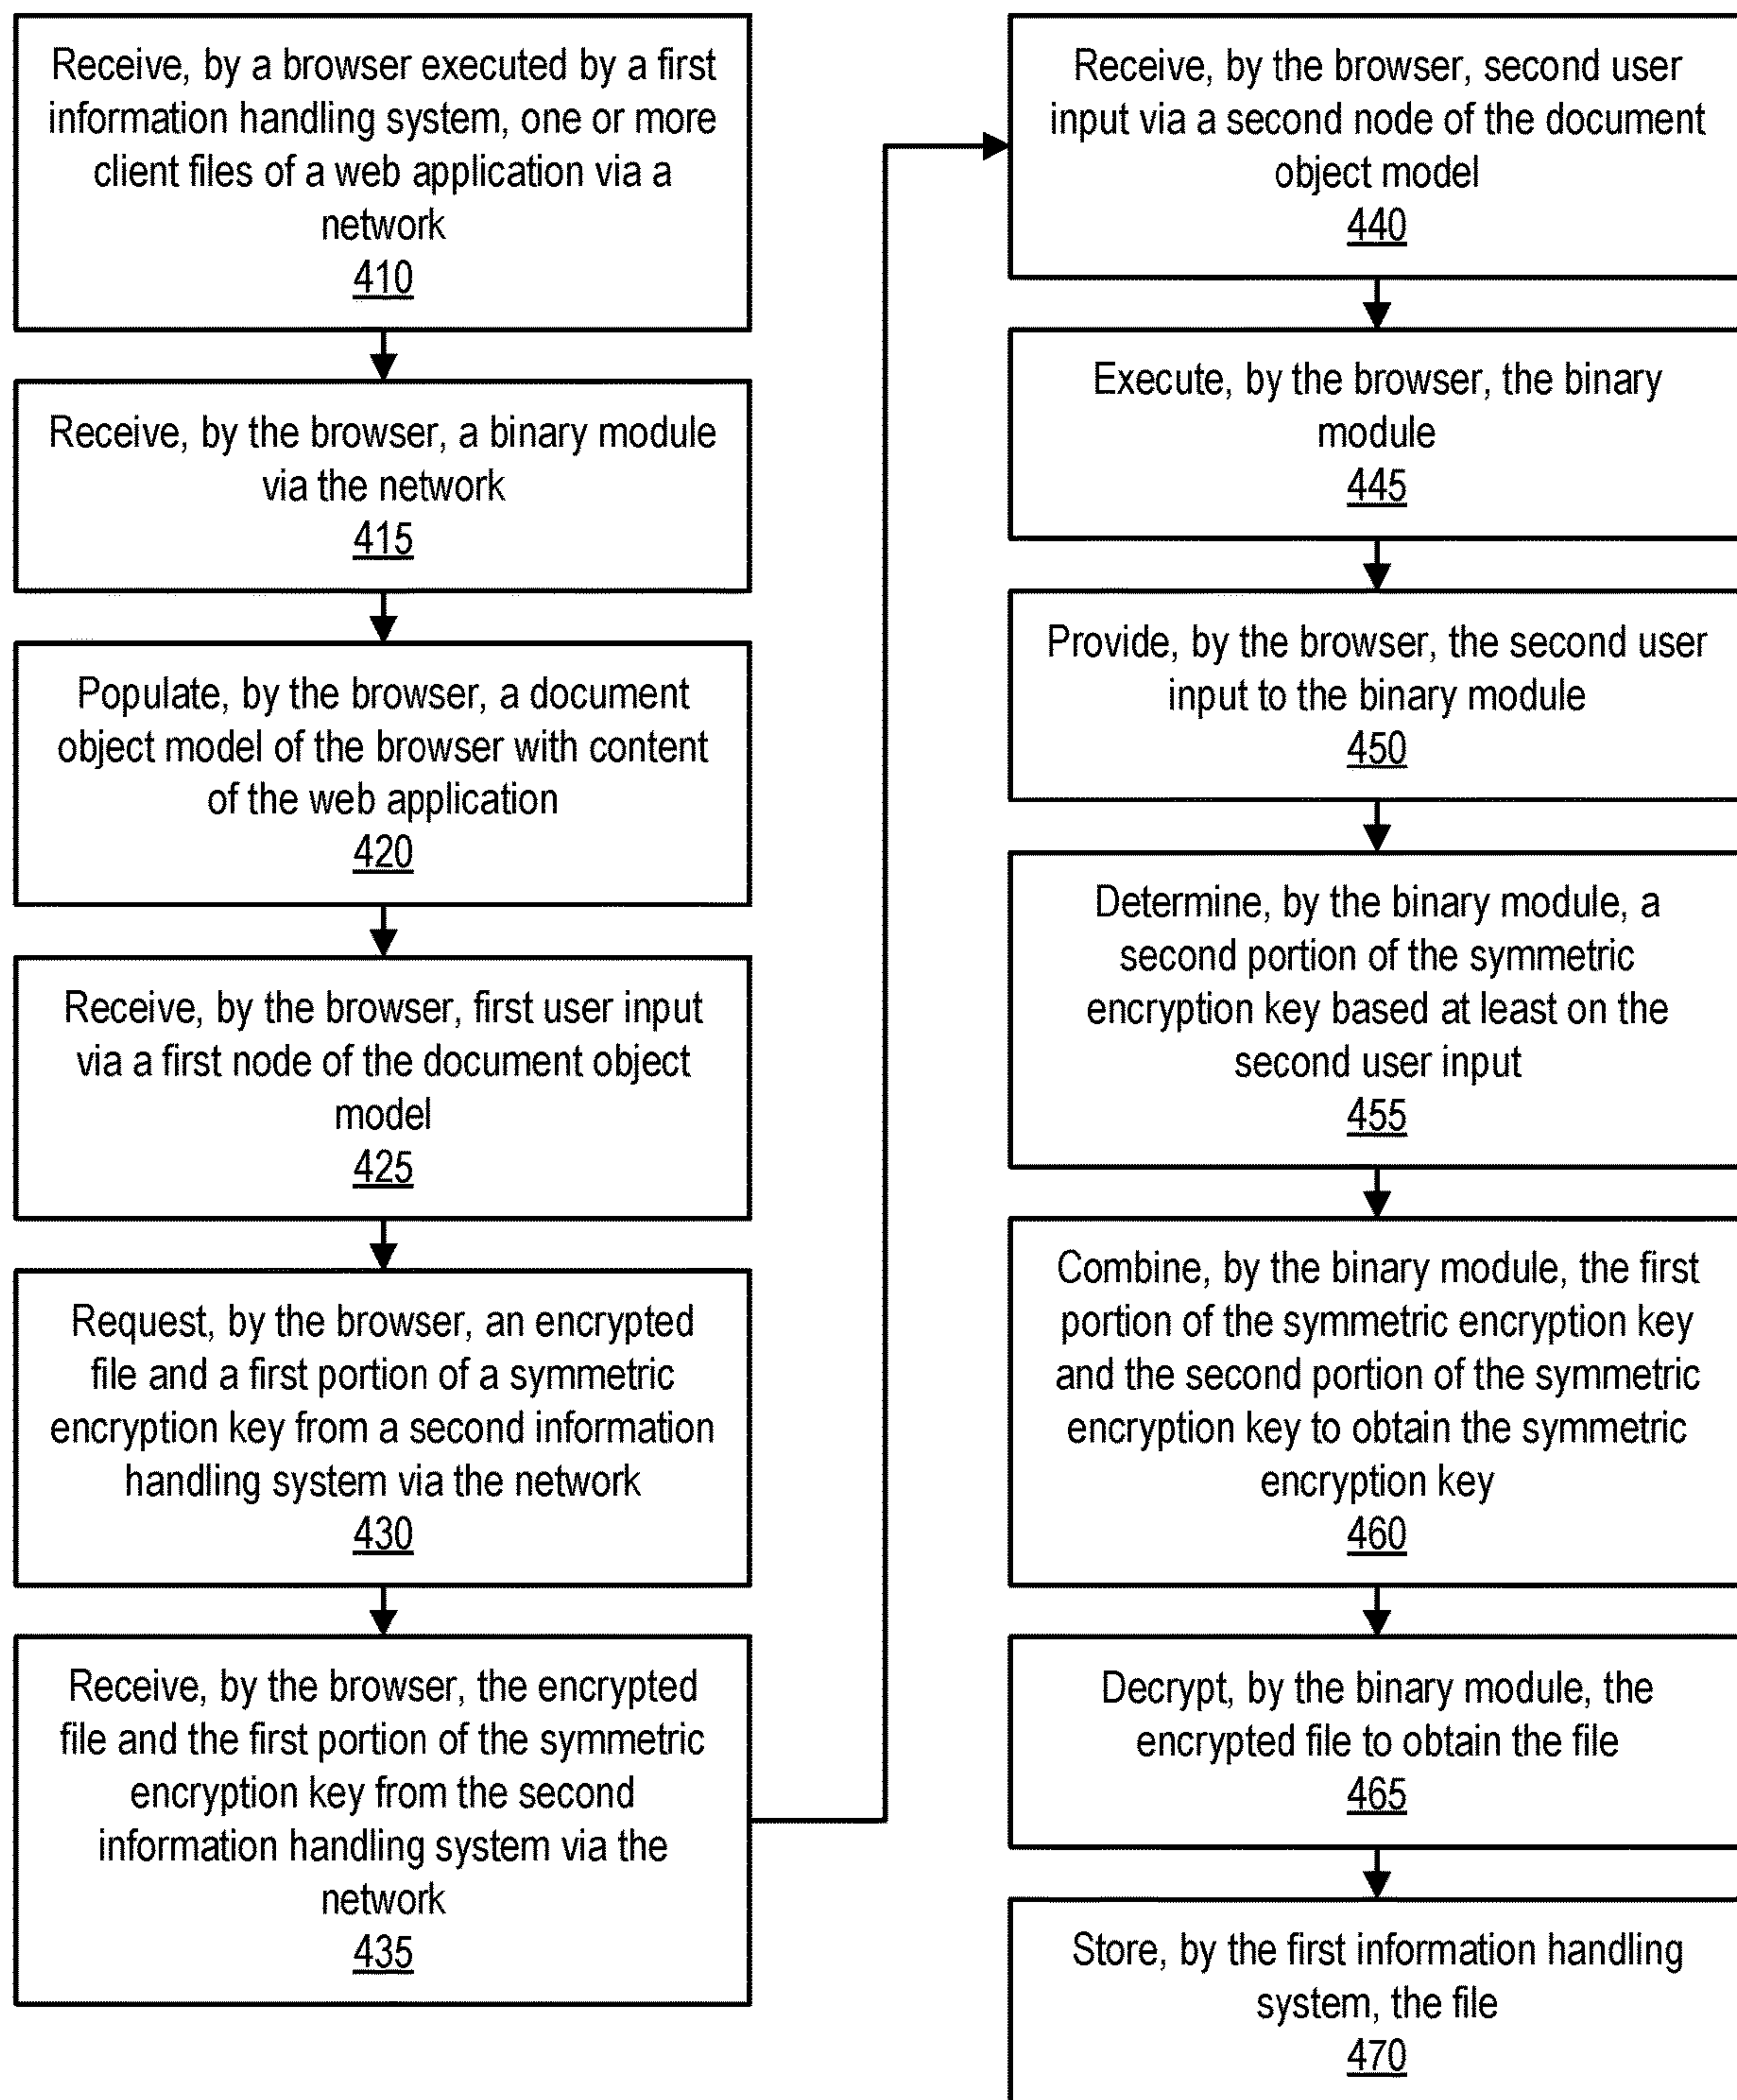 Receive, by a browser executed by a first
information handling system, one or more
client files of a web application via a
network
410
Receive, by the browser, a binary module
via the network
415
Populate, by the browser, a document
object model of the browser with content
of the web application
420
Receive, by the browser, first user input
via a first node of the document object
model
425
Request, by the browser, an encrypted
file and a first portion of a symmetric
encryption key from a second information
handling system via the network
430
Receive, by the browser, the encrypted
file and the first portion of the symmetric
encryption key from the second
information handling system via the
network
435
Receive, by the browser, second user
input via a second node of the document
object model
440
Execute, by the browser, the binary
module
445
Provide, by the browser, the second user
input to the binary module
450
Determine, by the binary module, a
second portion of the symmetric
encryption key based at least on the
second user input
455
Combine, by the binary module, the first
portion of the symmetric encryption key
and the second portion of the symmetric
encryption key to obtain the symmetric
encryption key
460
Decrypt, by the binary module, the
encrypted file to obtain the file
465
Store, by the first information handling
system, the file
470